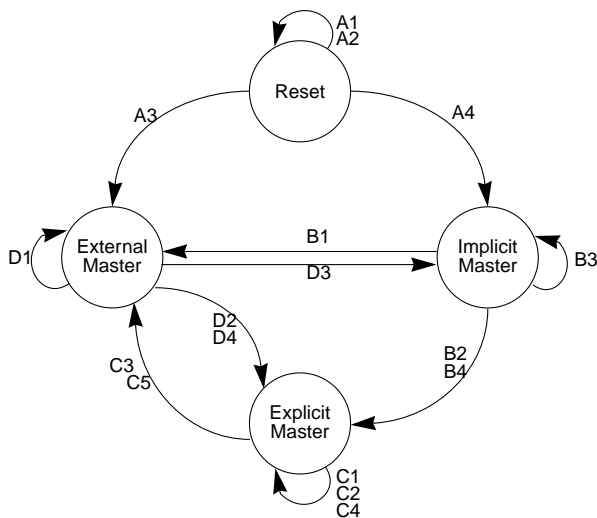 A1
A2
Reset
A3
A4
External
Master
Implicit
Master
B1
D1
B3
D3
D2
D4
B2
B4
C3
C5
Explicit
Master
C1
C2
C4